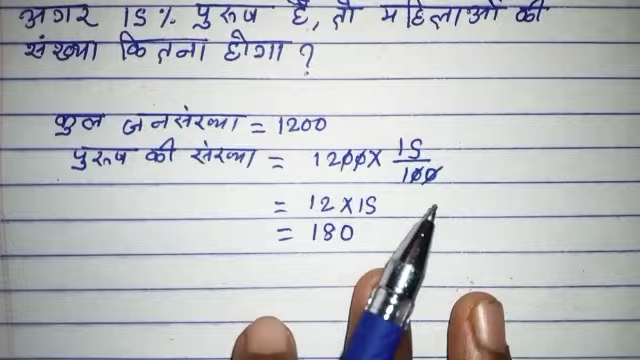 अगर 15% पुरूष है, तो महिलाओं की
संख्या कितना होगा?
कुल जनसंख्या = 1200
पुरूष की संख्या = 1200 × 15/100
= 12 × 15
= 180